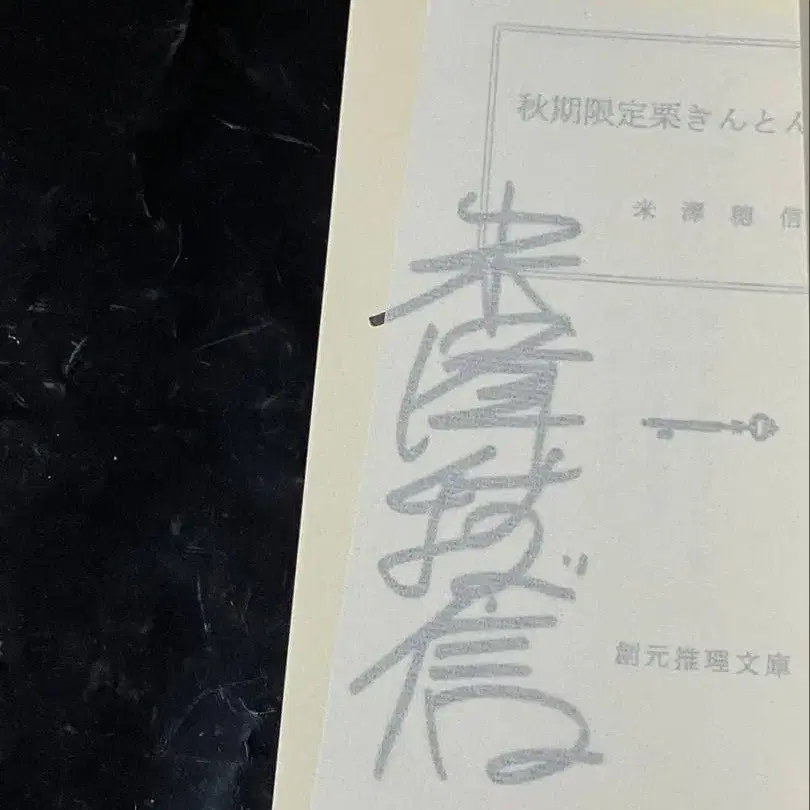 秋期限定栗きんとん
米澤穂信
米澤穂信
創元推理文庫